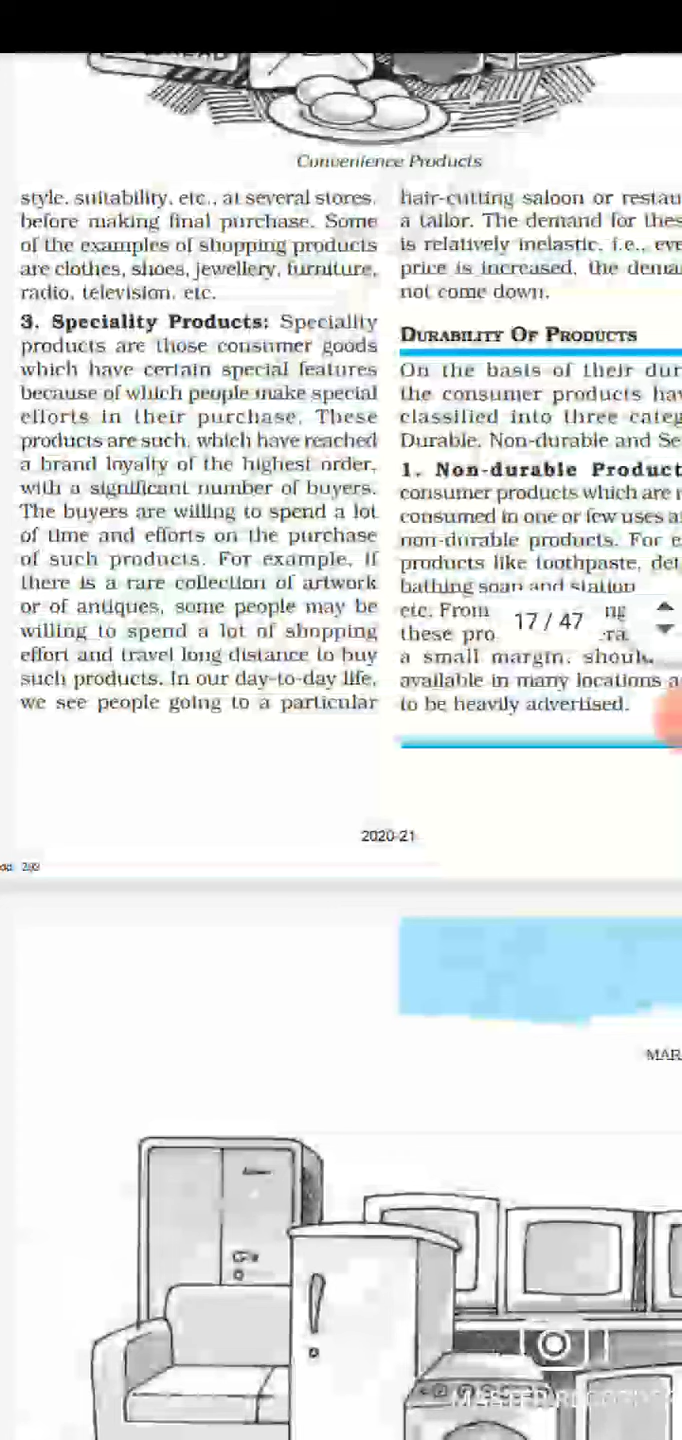 BREAD
Convenience Products
style, suitability, etc., at several stores,
before making final purchase. Some
of the examples of shopping products
are clothes, shoes, jewellery, furniture,
radio, television, etc.
3. Speciality Products: Speciality
products are those consumer goods
which have certain special features
because of which people make special
efforts in their purchase. These
products are such, which have reached
a brand loyalty of the highest order,
with a significant number of buyers.
The buyers are willing to spend a lot
of time and efforts on the purchase
of such products. For example, if
there is a rare collection of artwork
or of antiques, some people may be
willing to spend a lot of shopping
effort and travel long distance to buy
such products. In our day-to-day life,
we see people going to a particular
hair-cutting saloon or restau
a tailor. The demand for thes
is relatively inelastic, i.e., eve
price is increased, the dema
not come down.
DURABILITY OF PRODUCTS
On the basis of their dur
the consumer products hav
classified into three categ
Durable, Non-durable and Se
1. Non-durable Product
consumer products which are n
consumed in one or few uses a
non-durable products. For e
products like toothpaste, det
bathing soap and station
etc. From ng
these pro ra
a small margin, shoul
available in many locations a
to be heavily advertised.
17 / 47
2020-21
MAR